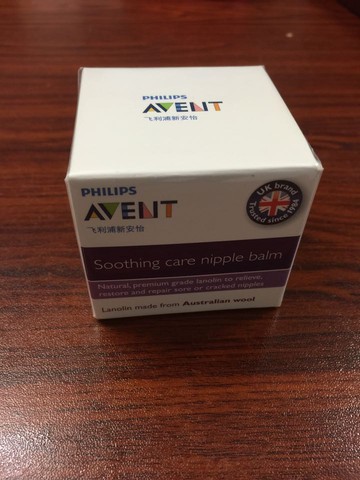 PHILIPS
AVENT
飞利浦新安怡
PHILIPS
AVENT
飞利浦新安怡
UK brand
Trusted since 1984
Soothing care nipple balm
Natural, premium grade lanolin to relieve,
restore and repair sore or cracked nipples
Lanolin made from Australian wool